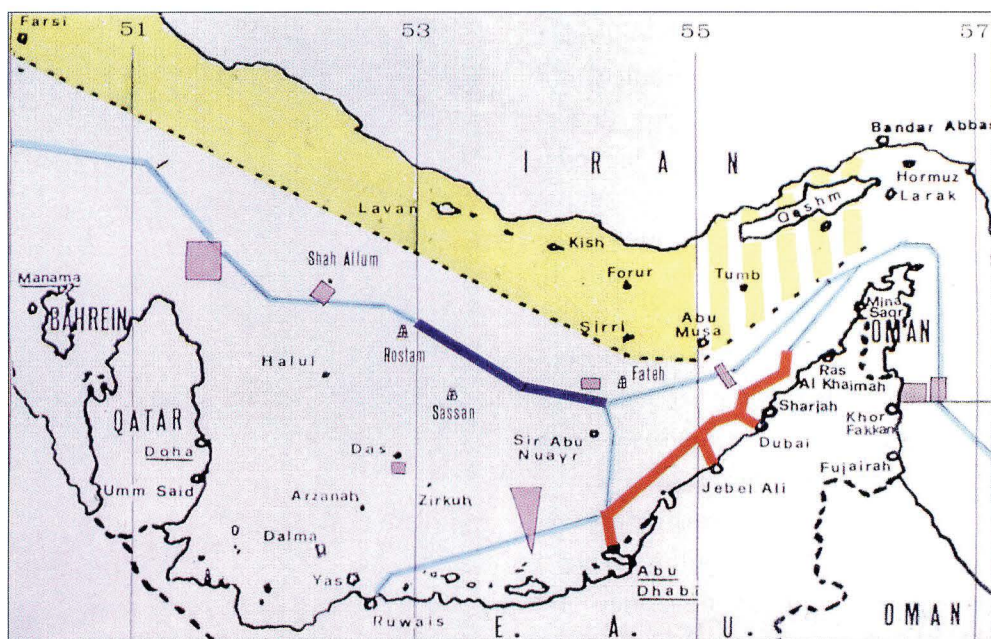 Farsi
51
53
55
57
Bandar Abbas
I R A N
Hormuz
Larak
Qeshm
Lavan
Kish
Shah Allum
Forur
Tumb
Manama
BAHREIN
Sirri
Abu
Musa
Mina
Saqr
OMAN
Rostam
Halul
Fateh
Ras
Al Khaimah
Sassan
Sharjah
Khor
Fakkan
QATAR
Doha
Sir Abu
Nuayr
Dubai
Das
Fujairah
Umm Said
Zirkuh
Jebel Ali
Arzanah
Dalma
Yas
Abu
Dhabi
Ruwais
E. A. U.
OMAN